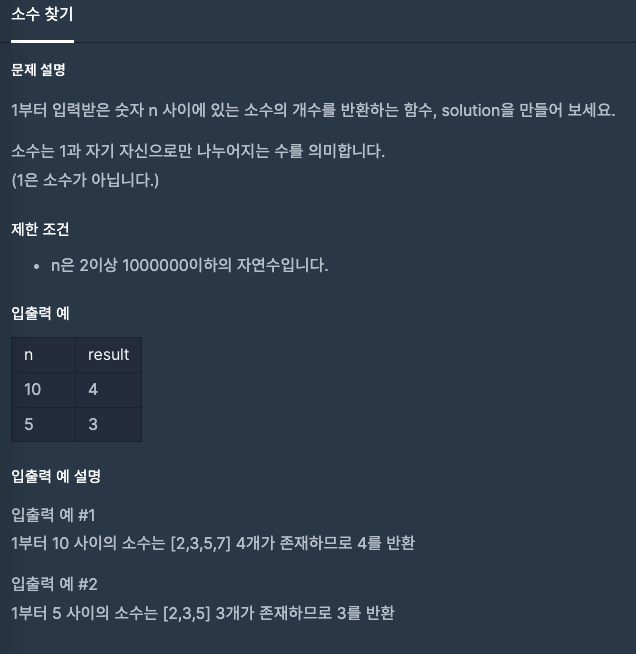 소수 찾기
문제 설명
1부터 입력받은 숫자 n 사이에 있는 소수의 개수를 반환하는 함수, solution을 만들어 보세요.
소수는 1과 자기 자신으로만 나누어지는 수를 의미합니다.
(1은 소수가 아닙니다.)
제한 조건
• n은 2이상 1000000이하의 자연수입니다.
입출력 예
n result
10 4
5 3
입출력 예 설명
입출력 예 #1
1부터 10 사이의 소수는 [2,3,5,7] 4개가 존재하므로 4를 반환
입출력 예 #2
1부터 5 사이의 소수는 [2,3,5] 3개가 존재하므로 3를 반환